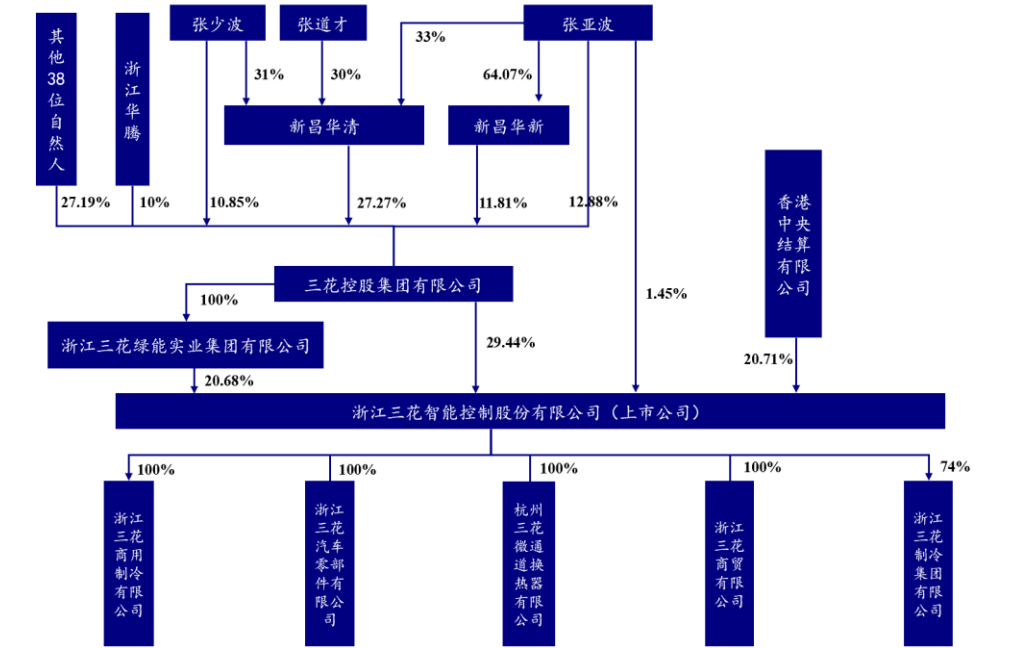 其他38位自然人
浙江华腾
张少波
张道才
张亚波
33%
31%
30%
64.07%
新昌华清
新昌华新
27.19%
10%
10.85%
27.27%
11.81%
12.88%
香港中央结算有限公司
三花控股集团有限公司
100%
1.45%
浙江三花绿能实业集团有限公司
29.44%
20.71%
20.68%
浙江三花智能控制股份有限公司（上市公司）
100%
100%
100%
100%
74%
浙江三花商用制冷有限公司
浙江三花汽车零部件有限公司
杭州三花微通道换热器有限公司
浙江三花商贸有限公司
浙江三花制冷集团有限公司